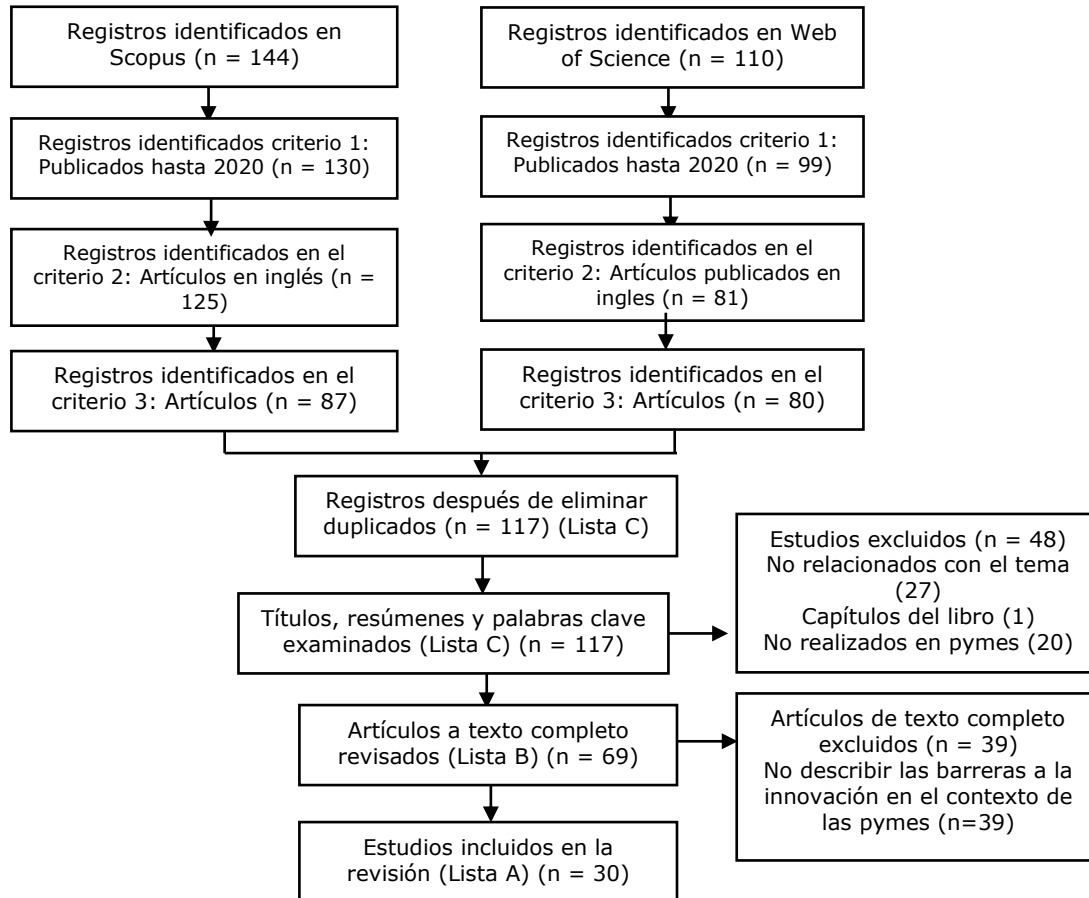 Registros identificados en
Scopus (n = 144)
Registros identificados en Web
of Science (n = 110)
Registros identificados criterio 1:
Publicados hasta 2020 (n = 130)
Registros identificados criterio 1:
Publicados hasta 2020 (n = 99)
Registros identificados en el
criterio 2: Artículos en inglés (n =
125)
Registros identificados en el
criterio 2: Artículos publicados en
ingles (n = 81)
Registros identificados en el
criterio 3: Artículos (n = 87)
Registros identificados en el
criterio 3: Artículos (n = 80)
Registros después de eliminar
duplicados (n = 117) (Lista C)
Títulos, resúmenes y palabras clave
examinados (Lista C) (n = 117)
Estudios excluidos (n = 48)
No relacionados con el tema
(27)
Capítulos del libro (1)
No realizados en pymes (20)
Artículos a texto completo
revisados (Lista B) (n = 69)
Artículos de texto completo
excluidos (n = 39)
No describir las barreras a la
innovación en el contexto de
las pymes (n=39)
Estudios incluidos en la
revisión (Lista A) (n = 30)